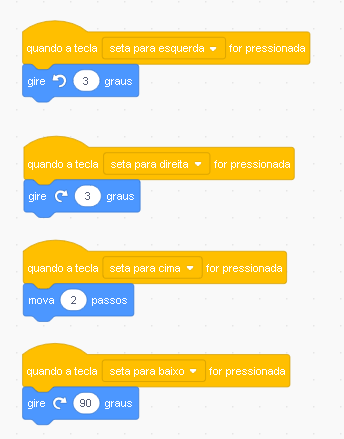 quando a tecla seta para esquerda for pressionada
gire 3 graus
quando a tecla seta para direita for pressionada
gire 3 graus
quando a tecla seta para cima for pressionada
mova 2 passos
quando a tecla seta para baixo for pressionada
gire 90 graus